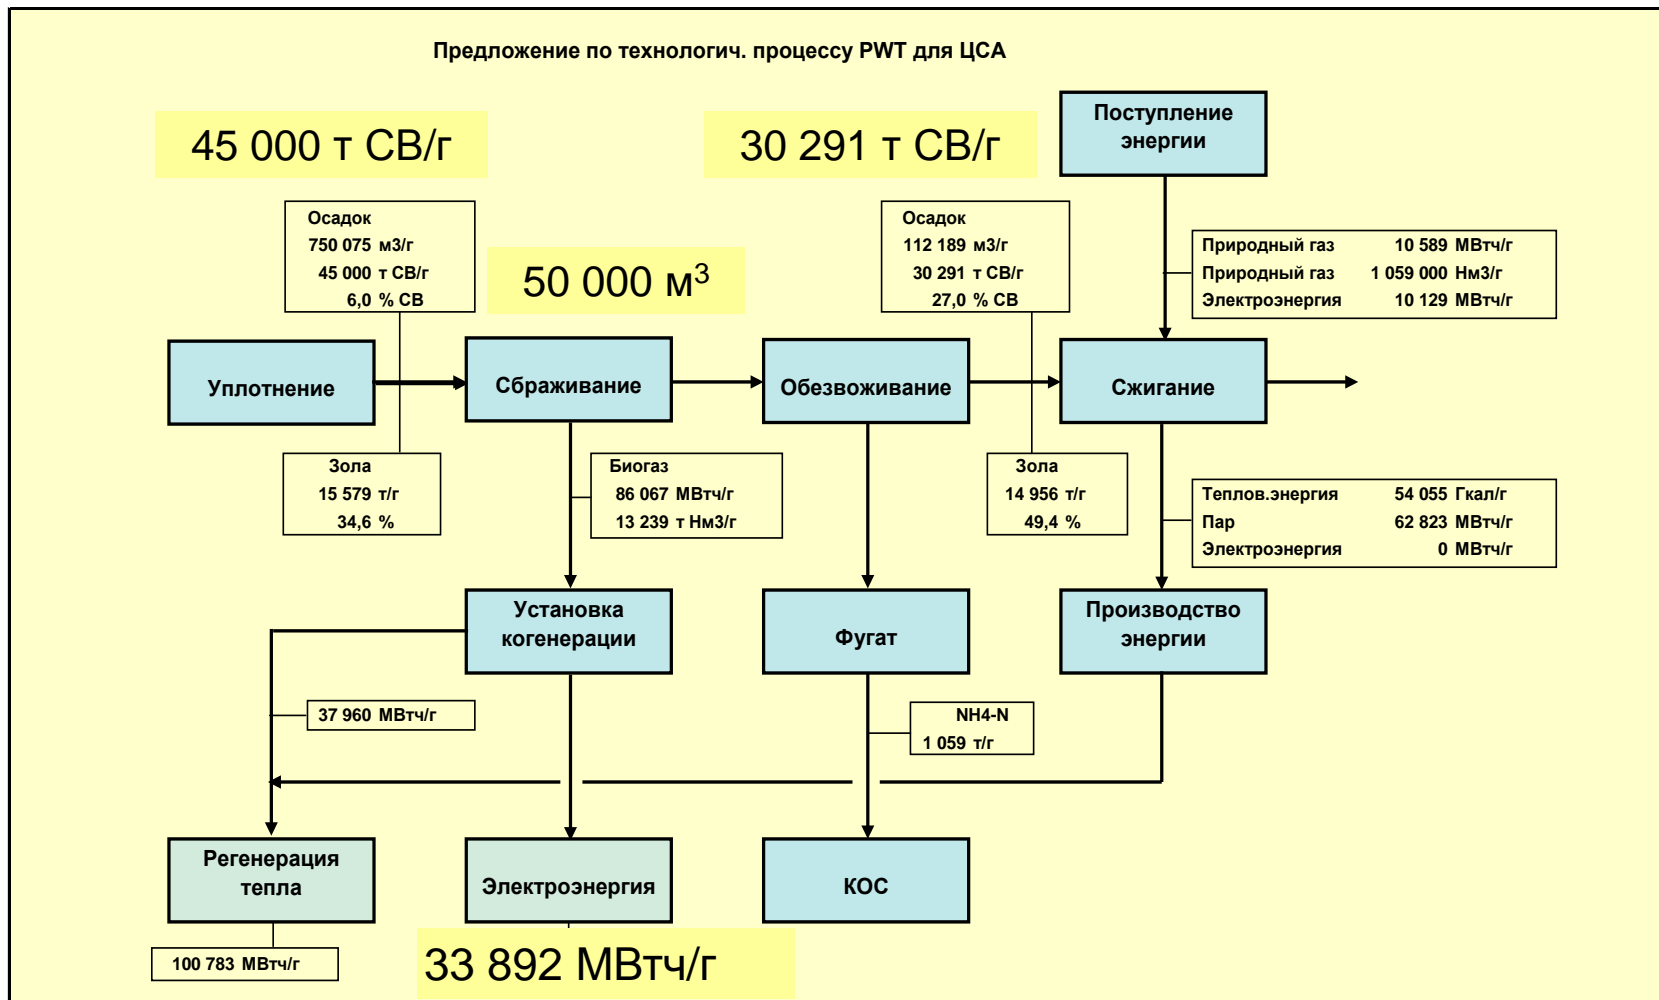 Предложение по технологич. процессу PWT для ЦСА
45 000 т СВ/г
30 291 т СВ/г
Поступление
энергии
Осадок
750 075 м3/г
45 000 т СВ/г
6,0 % СВ
50 000 м³
Осадок
112 189 м3/г
30 291 т СВ/г
27,0 % СВ
Природный газ 10 589 МВтч/г
Природный газ 1 059 000 Нм3/г
Электроэнергия 10 129 МВтч/г
Уплотнение
Сбраживание
Обезвоживание
Сжигание
Зола
15 579 т/г
34,6 %
Биогаз
86 067 МВтч/г
13 239 т Нм3/г
Зола
14 956 т/г
49,4 %
Теплов.энергия 54 055 Гкал/г
Пар 62 823 МВтч/г
Электроэнергия 0 МВтч/г
Установка
когенерации
Фугат
Производство
энергии
37 960 МВтч/г
NH4-N
1 059 т/г
Регенерация
тепла
Электроэнергия
КОС
100 783 МВтч/г
33 892 МВтч/г